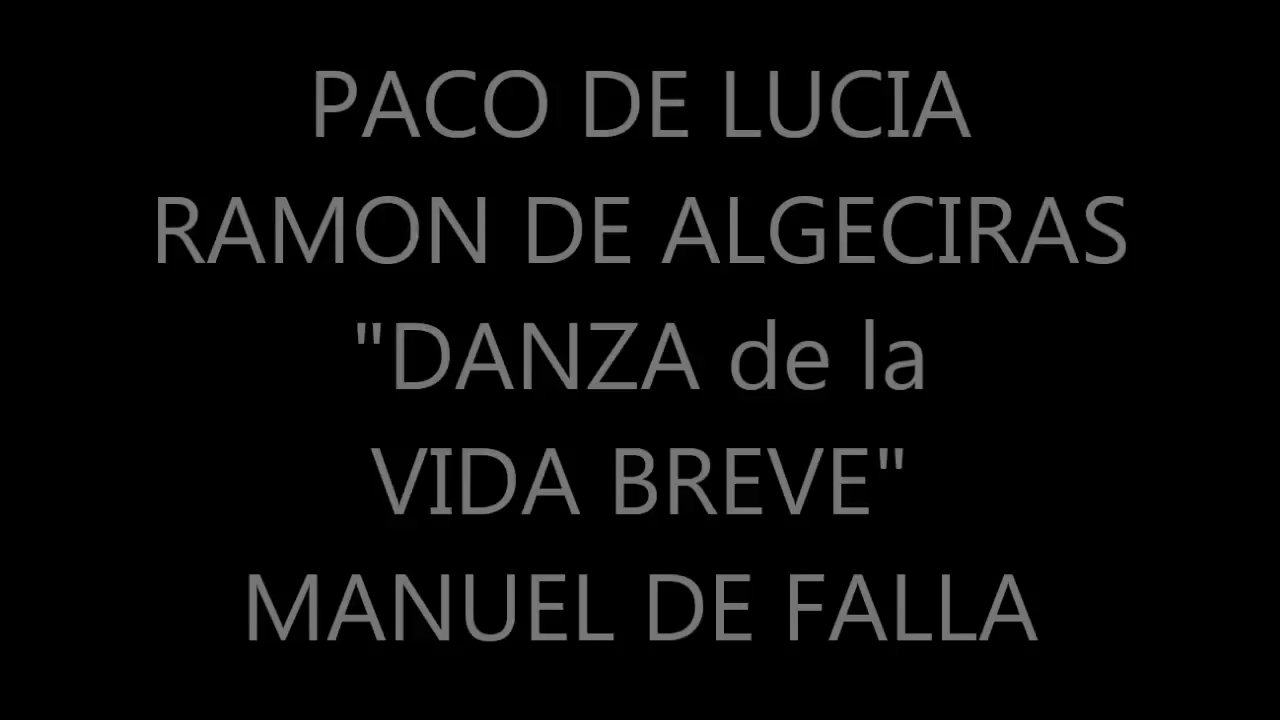 PACO DE LUCIA
RAMON DE ALGECIRAS
"DANZA de la
VIDA BREVE"
MANUEL DE FALLA